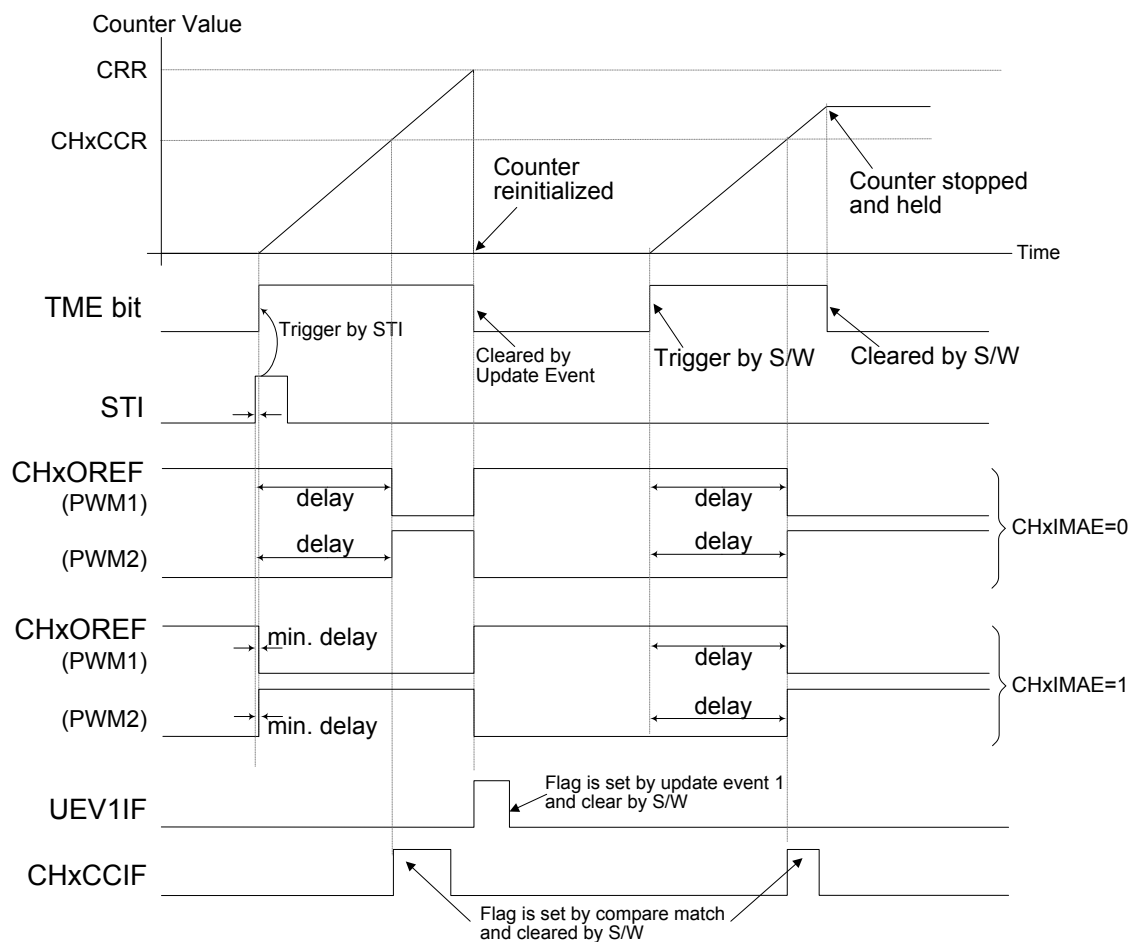 Counter Value
CRR
CHxCCR
Counter
reinitialized
Counter stopped
and held
Time
TME bit
Trigger by STI
Cleared by
Update Event
Trigger by S/W
Cleared by S/W
STI
CHxOREF
(PWM1)
delay
delay
(PWM2)
delay
delay
CHxIMAE=0
CHxOREF
(PWM1)
min. delay
delay
(PWM2)
min. delay
delay
CHxIMAE=1
UEV1IF
Flag is set by update event 1
and clear by S/W
CHxCCIF
Flag is set by compare match
and cleared by S/W